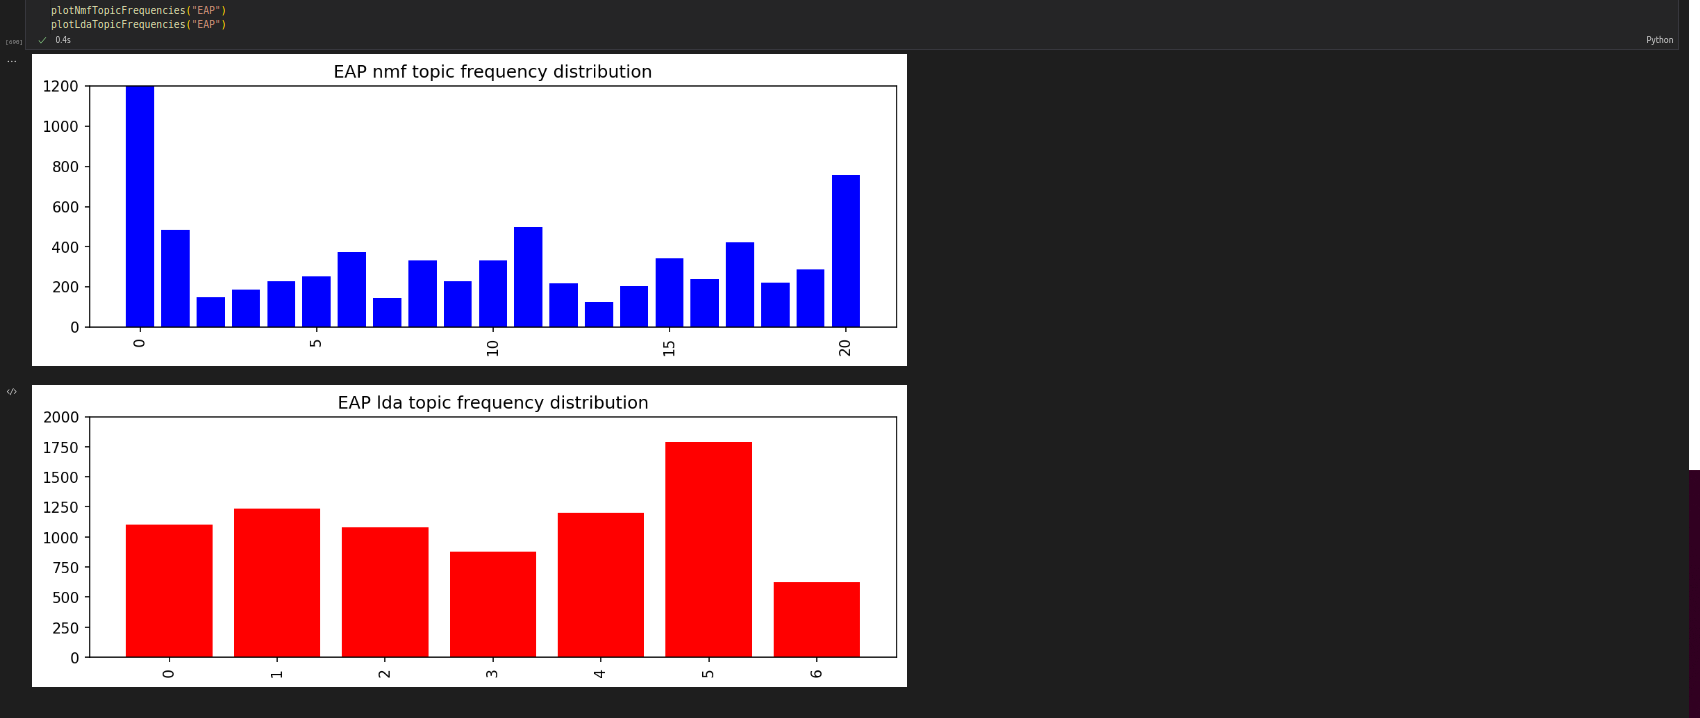 plotNmfTopicFrequencies("EAP")
plotLdaTopicFrequencies("EAP")
[690]
0.4s
Python
EAP nmf topic frequency distribution
1200
1000
800
600
400
200
0
0 5 10 15 20
EAP lda topic frequency distribution
2000
1750
1500
1250
1000
750
500
250
0
0 1 2 3 4 5 6